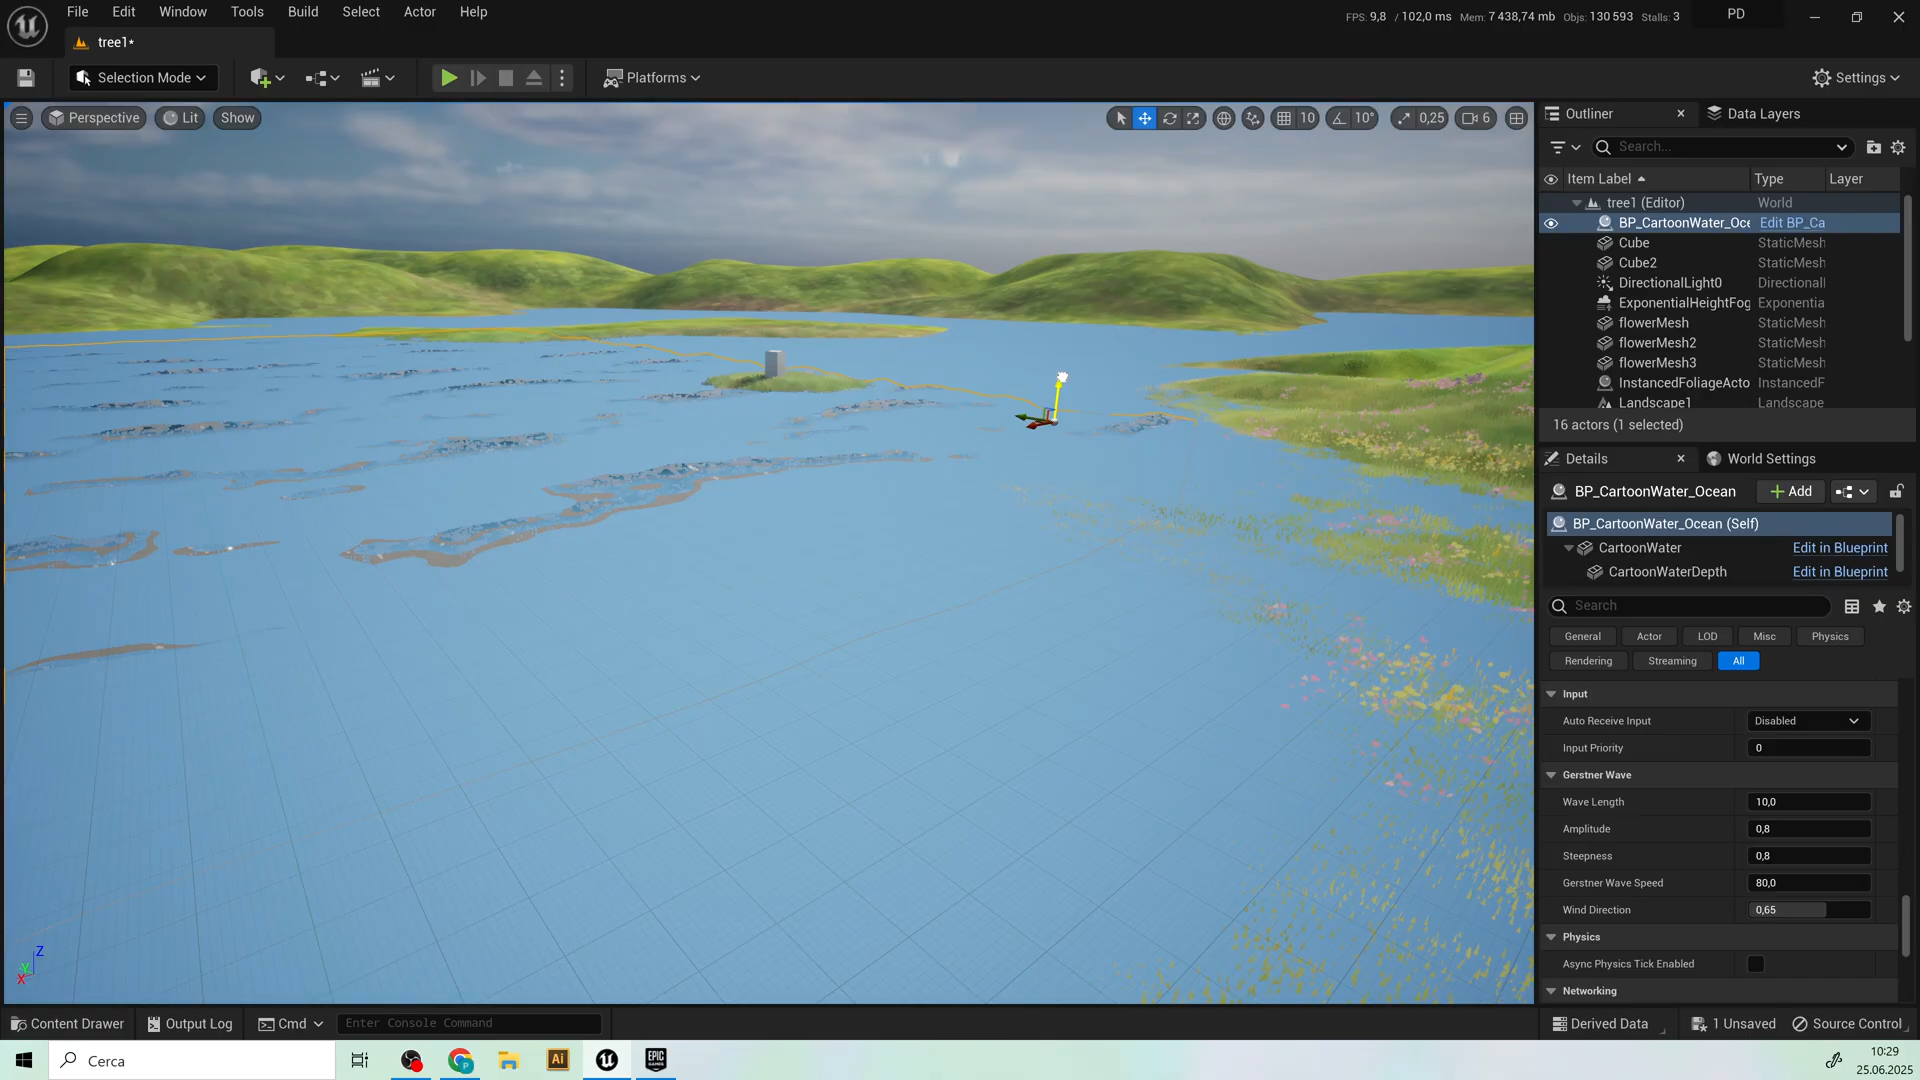 File Edit Window Tools Build Select Actor Help
FPS: 9,8 / 102,0 ms Mem: 7 438,74 mb Objs: 130 593 Stalls: 3
PD
tree1*
Selection Mode
Platforms
Settings
Perspective Lit Show
10 10° 0,25 6
Outliner
Data Layers
Search...
Item Label Type Layer
tree1 (Editor) World
BP_CartoonWater_Oce Edit BP_Ca
Cube StaticMesh
Cube2 StaticMesh
DirectionalLight0 Directionall
ExponentialHeightFog Exponentia
flowerMesh StaticMesh
flowerMesh2 StaticMesh
flowerMesh3 StaticMesh
InstancedFoliageActo InstancedF
Landscape1 Landscape
16 actors (1 selected)
Details
World Settings
BP_CartoonWater_Ocean
Add
BP_CartoonWater_Ocean (Self)
CartoonWater Edit in Blueprint
CartoonWaterDepth Edit in Blueprint
Search
General Actor LOD Misc Physics
Rendering Streaming All
Input
Auto Receive Input Disabled
Input Priority 0
Gerstner Wave
Wave Length 10,0
Amplitude 0,8
Steepness 0,8
Gerstner Wave Speed 80,0
Wind Direction 0,65
Physics
Async Physics Tick Enabled
Networking
Z
Y
X
Content Drawer Output Log Cmd Enter Console Command
Derived Data 1 Unsaved Source Control
Cerca
Ai
EPIC GAMES
10:29
25.06.2025